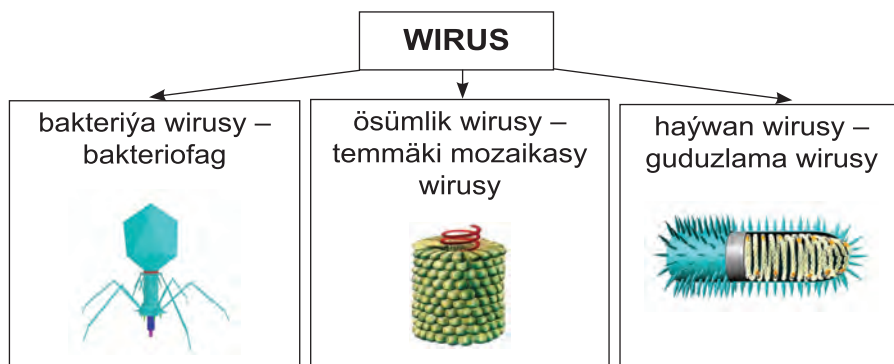 WIRUS
bakteriýa wirusy –
bakteriofag
ösümlik wirusy –
temmäki mozaikasy
wirusy
haýwan wirusy –
guduzlama wirusy